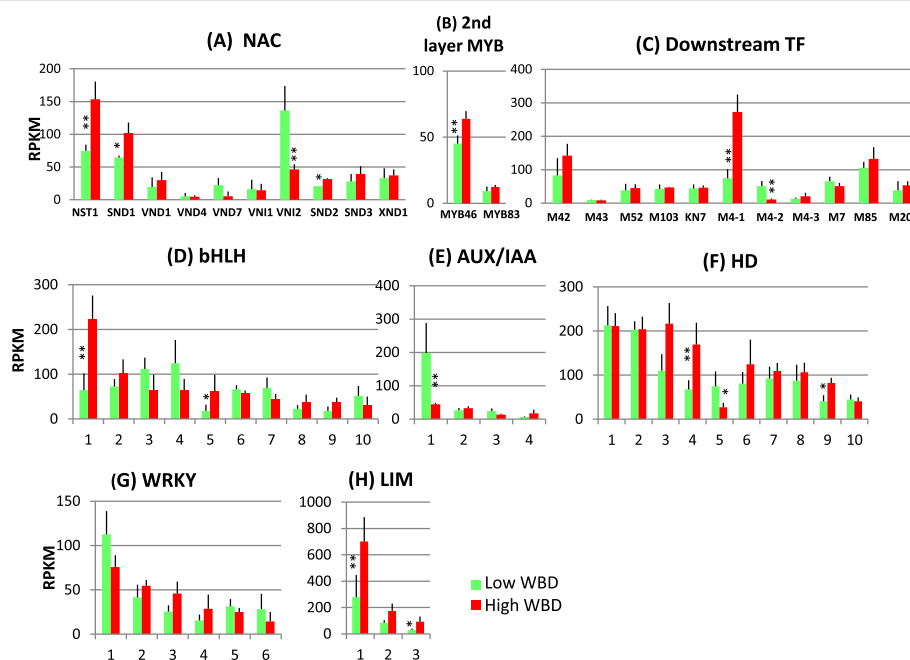 (A) NAC
RPKM
200
150
100
50
0
** * ** *
NST1 SND1 VND1 VND4 VND7 VNI1 VNI2 SND2 SND3 XND1
(B) 2nd
layer MYB
100
50
0
**
MYB46 MYB83
(C) Downstream TF
400
300
200
100
0
** **
M42 M43 M52 M103 KN7 M4-1 M4-2 M4-3 M7 M85 M20
(D) bHLH
RPKM
300
200
100
0
** *
1 2 3 4 5 6 7 8 9 10
(E) AUX/IAA
400
300
200
100
0
**
1 2 3 4
(F) HD
300
200
100
0
** * *
1 2 3 4 5 6 7 8 9 10
(G) WRKY
RPKM
150
100
50
0
1 2 3 4 5 6
(H) LIM
1000
800
600
400
200
0
** *
1 2 3
Low WBD
High WBD